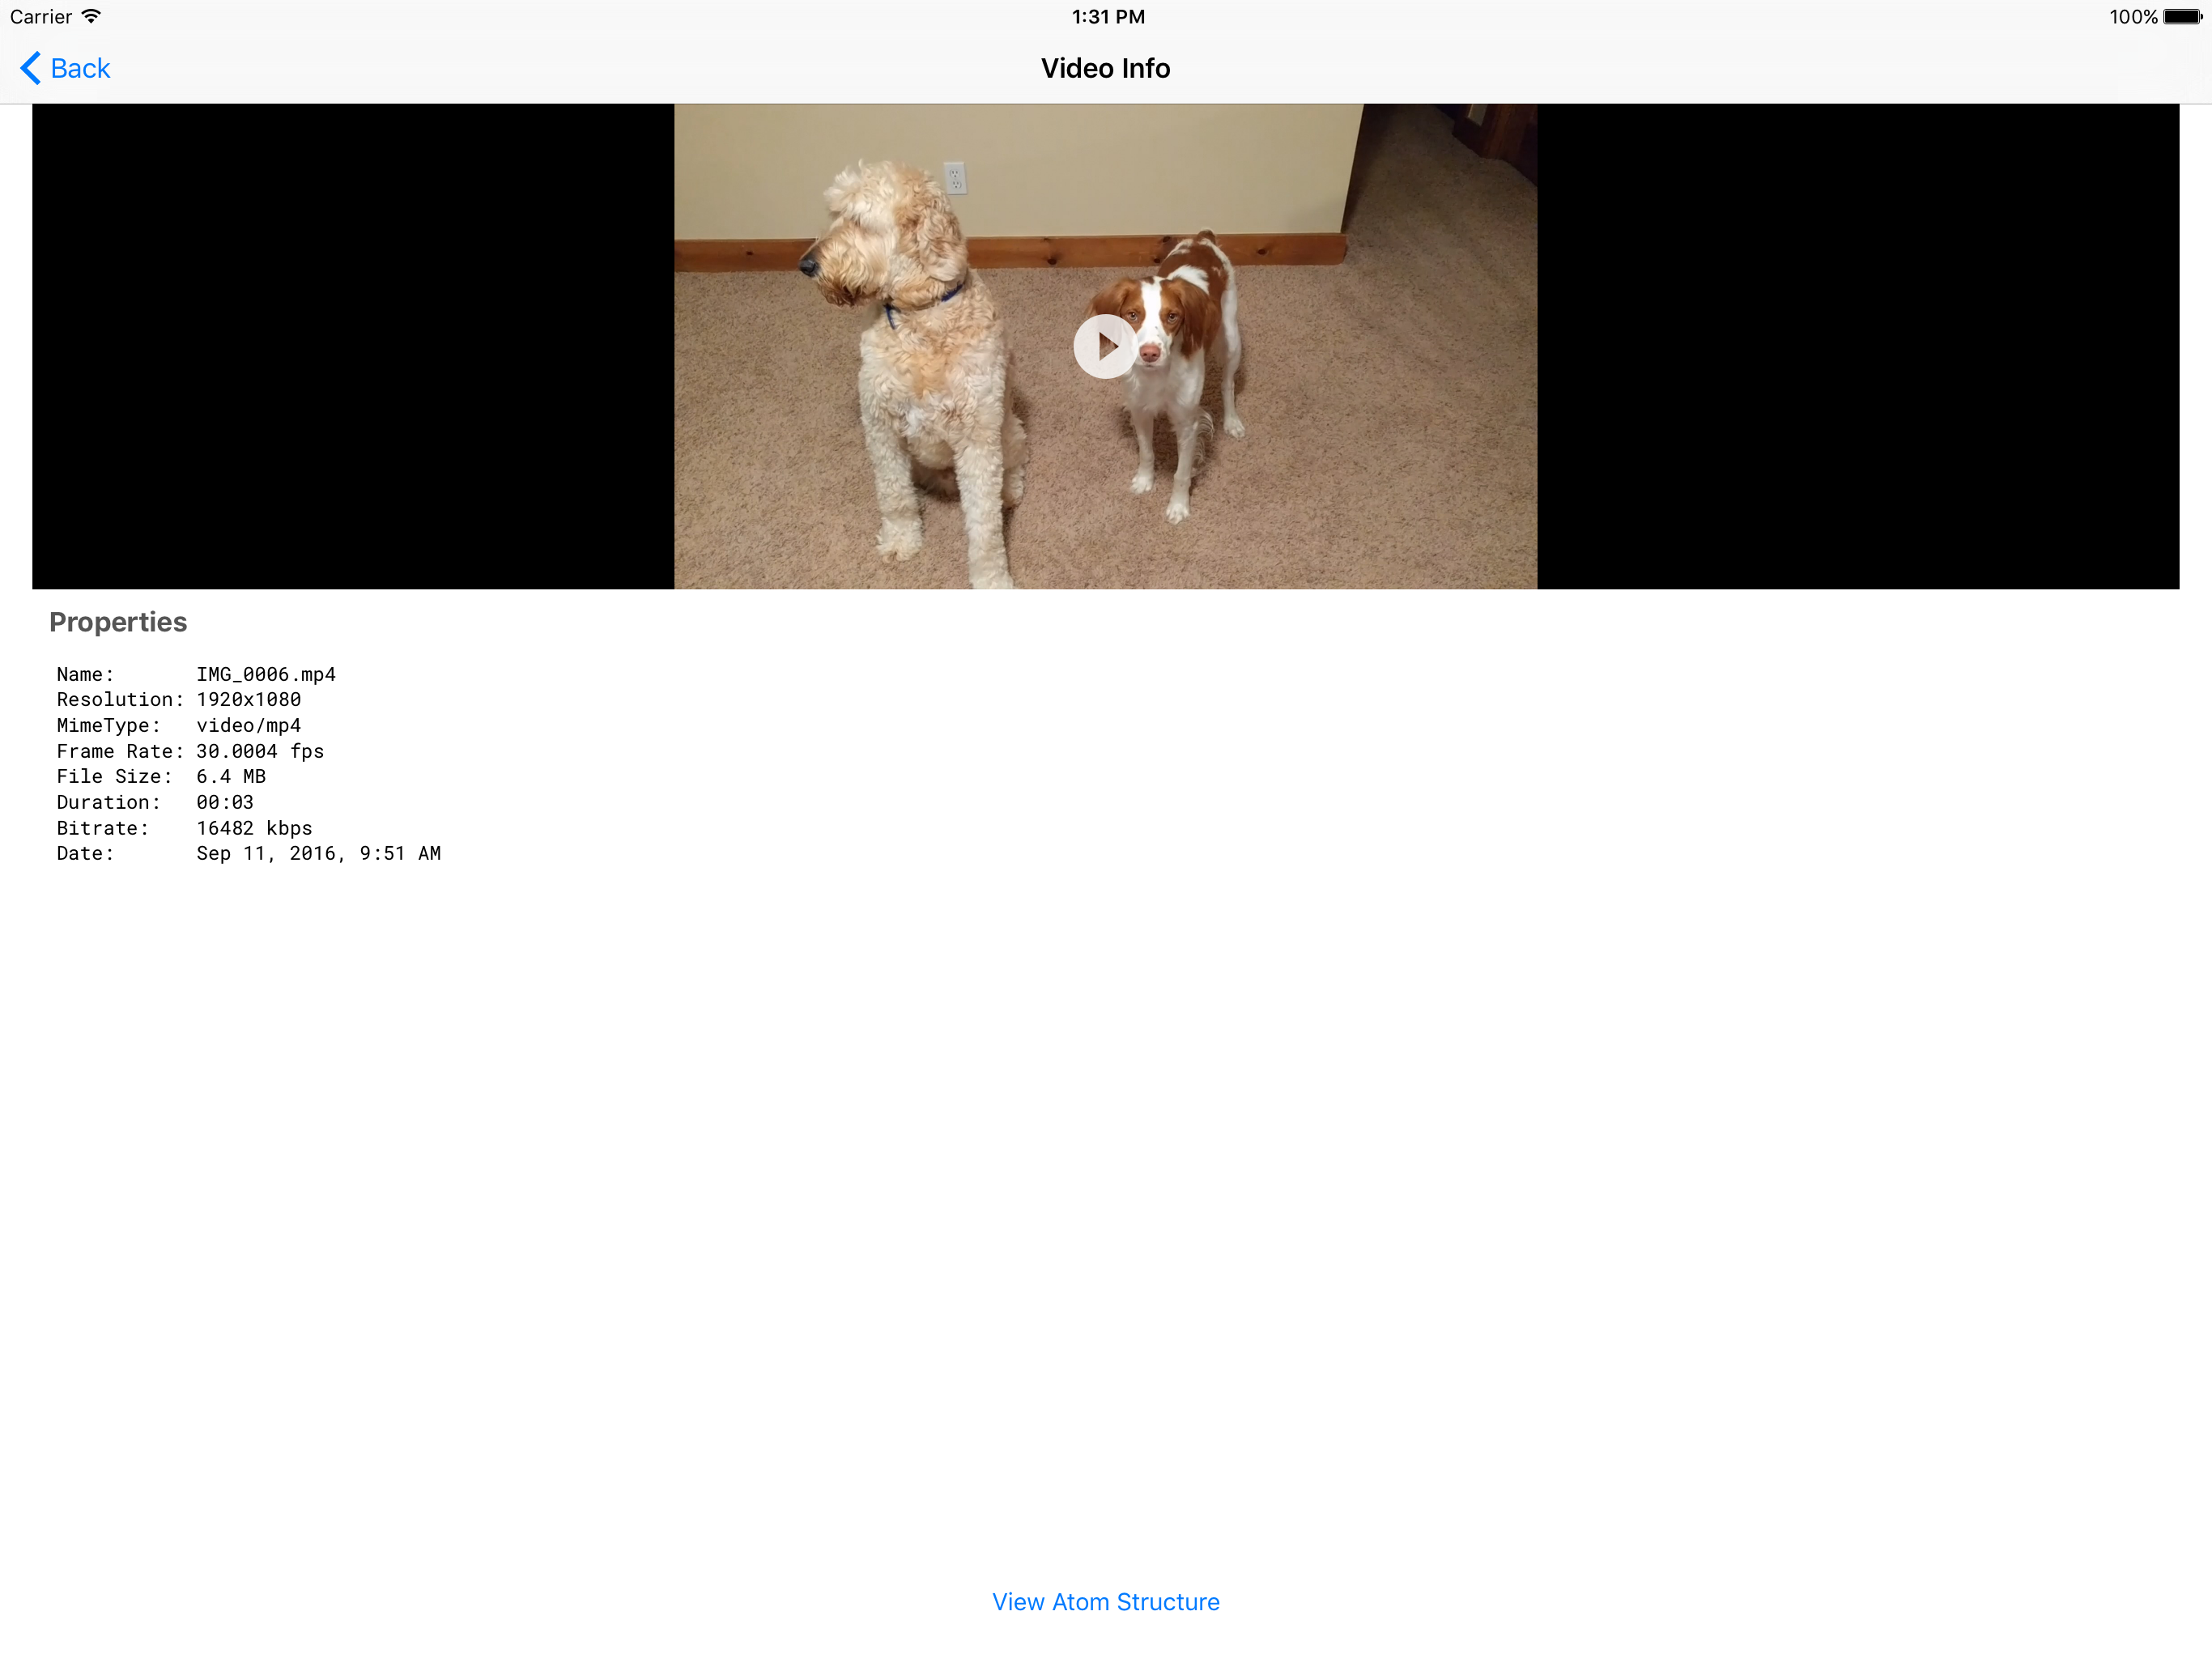 Carrier 1:31 PM 100%
Back Video Info
Properties
Name: IMG_0006.mp4
Resolution: 1920x1080
MimeType: video/mp4
Frame Rate: 30.0004 fps
File Size: 6.4 MB
Duration: 00:03
Bitrate: 16482 kbps
Date: Sep 11, 2016, 9:51 AM
View Atom Structure